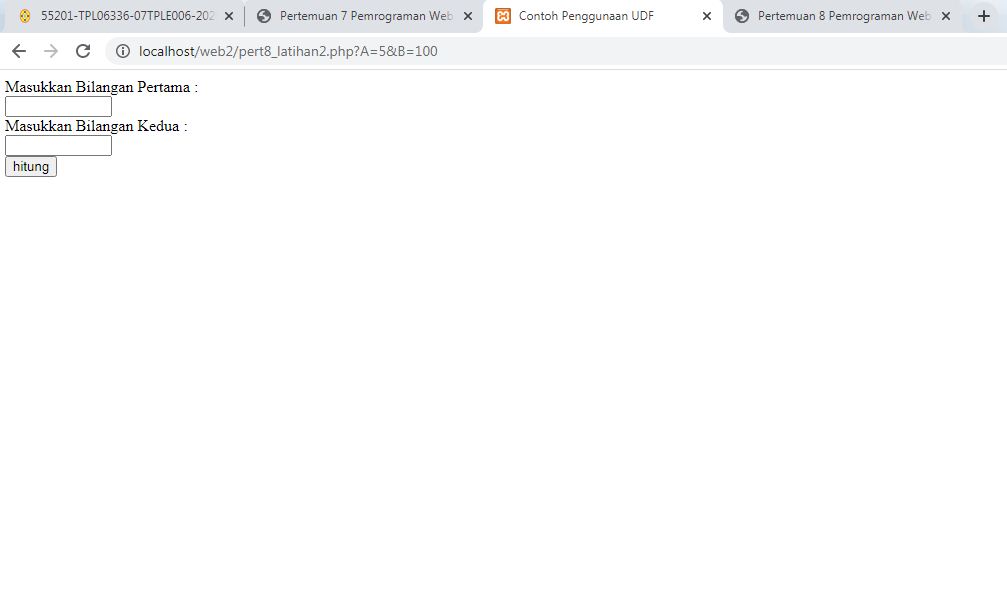 55201-TPL06336-07TPLE006-202
Pertemuan 7 Pemrograman Web
Contoh Penggunaan UDF
Pertemuan 8 Pemrograman Web
localhost/web2/pert8_latihan2.php?A=5&B=100
Masukkan Bilangan Pertama :
Masukkan Bilangan Kedua :
hitung